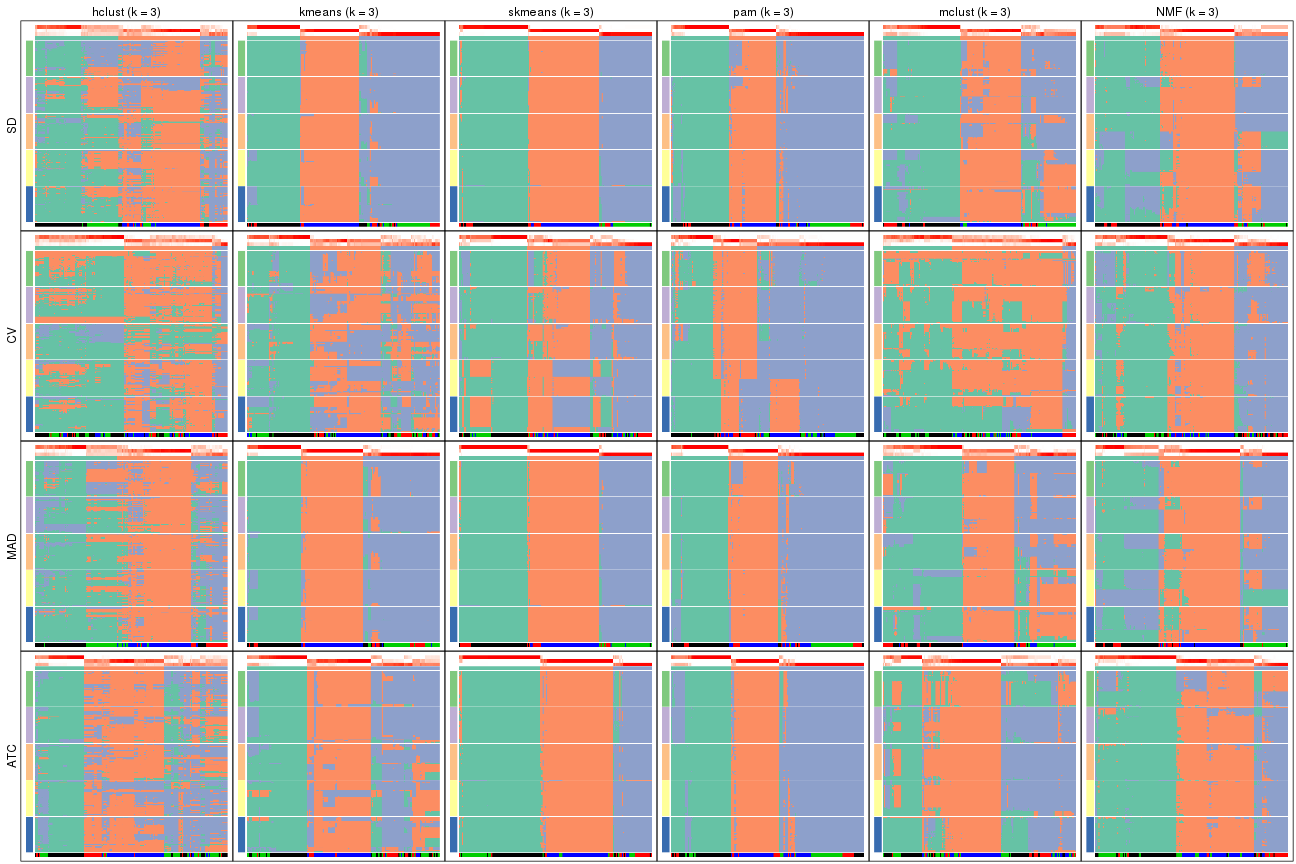 hclust (k = 3) kmeans (k = 3) skmeans (k = 3) pam (k = 3) mclust (k = 3) NMF (k = 3)
SD
CV
MAD
ATC